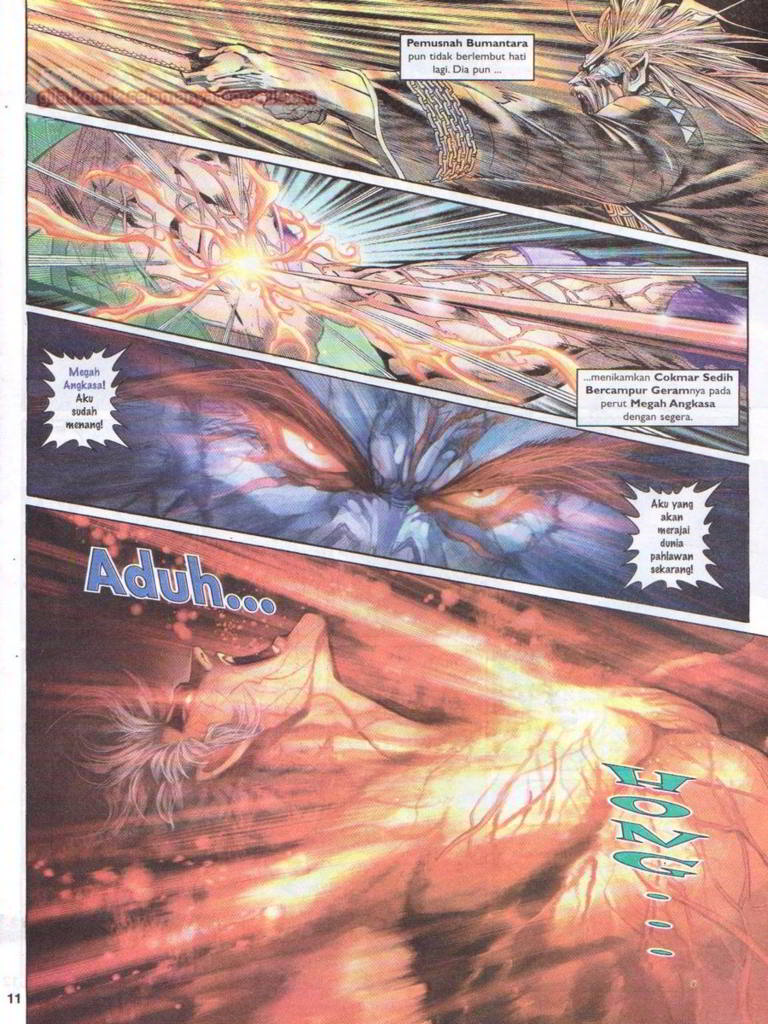 Pemusnah Bumantara
pun tidak berlembut hati
lagi. Dia pun ...
...menikamkan Cokmar Sedih
Bercampur Geramnya pada
perut Megah Angkasa
dengan segera.
Megah
Angkasa!
Aku
sudah
menang!
Aku yang
akan
merajai
dunia
pahlawan
sekarang!
Aduh...
HONG...
11